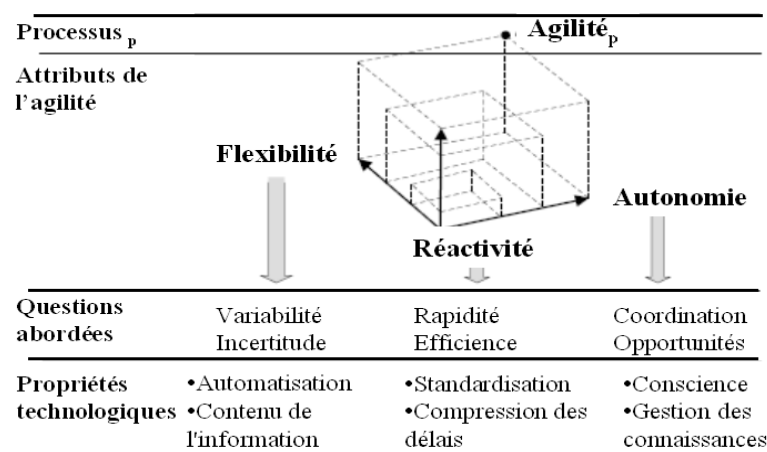 Processus p
Agilité p
Attributs de
l'agilité
Flexibilité
Autonomie
Réactivité
Questions
abordées
Variabilité
Incertitude
Rapidité
Efficience
Coordination
Opportunités
Propriétés
technologiques
•Automatisation
•Contenu de
l'information
•Standardisation
•Compression des
délais
•Conscience
•Gestion des
connaissances